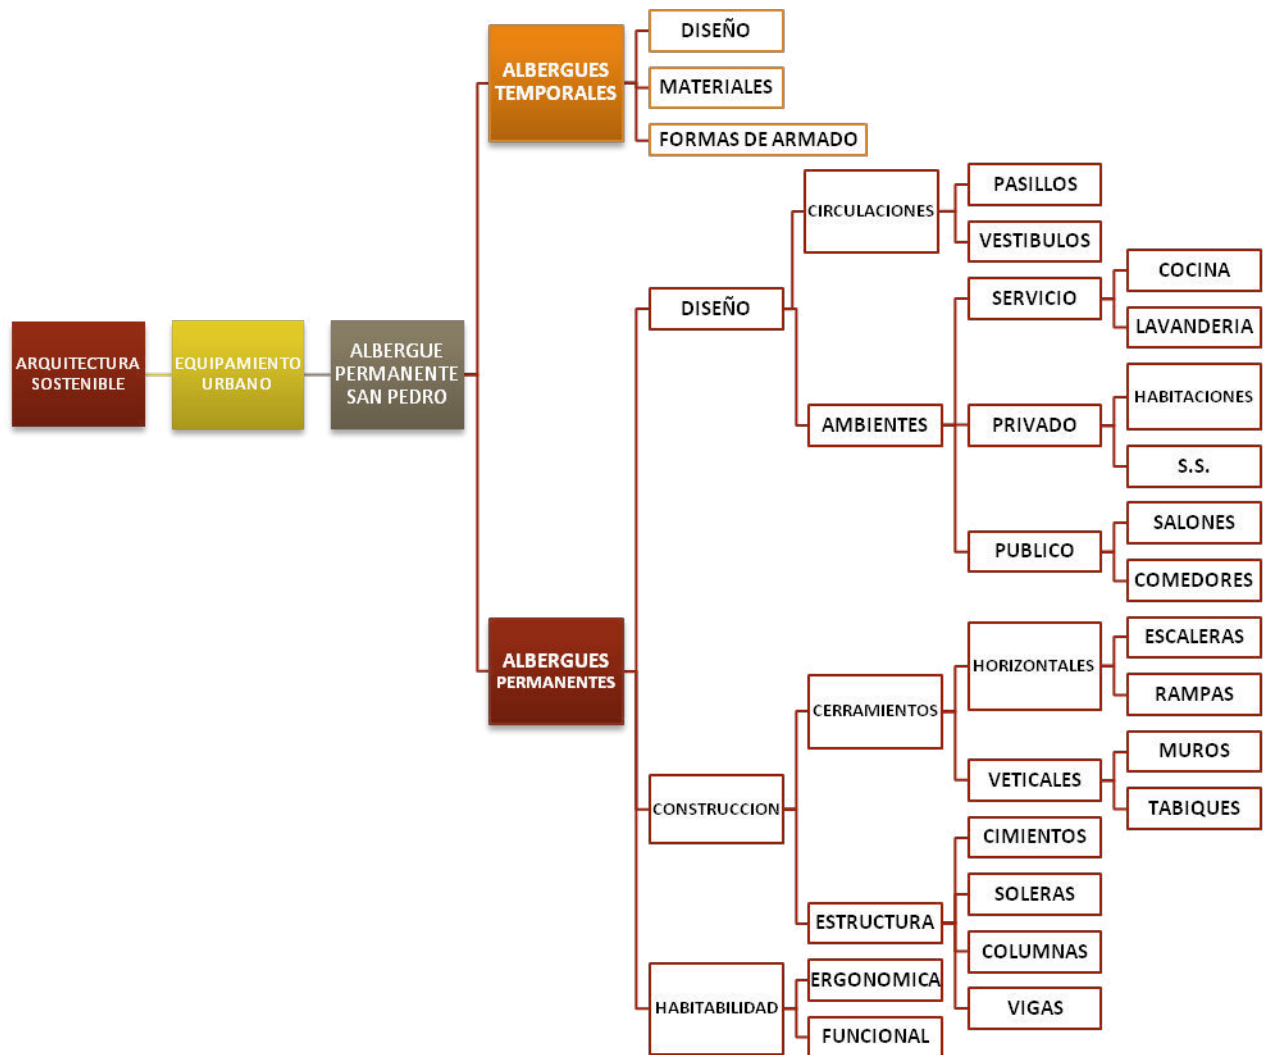 ARQUITECTURA
SOSTENIBLE
EQUIPAMIENTO
URBANO
ALBERGUE
PERMANENTE
SAN PEDRO
ALBERGUES
TEMPORALES
DISEÑO
MATERIALES
FORMAS DE ARMADO
ALBERGUES
PERMANENTES
DISEÑO
CIRCULACIONES
PASILLOS
VESTIBULOS
AMBIENTES
SERVICIO
COCINA
LAVANDERIA
PRIVADO
HABITACIONES
S.S.
PUBLICO
SALONES
COMEDORES
CONSTRUCCION
CERRAMIENTOS
HORIZONTALES
ESCALERAS
RAMPAS
VETICALES
MUROS
TABIQUES
ESTRUCTURA
CIMIENTOS
SOLERAS
COLUMNAS
VIGAS
HABITABILIDAD
ERGONOMICA
FUNCIONAL